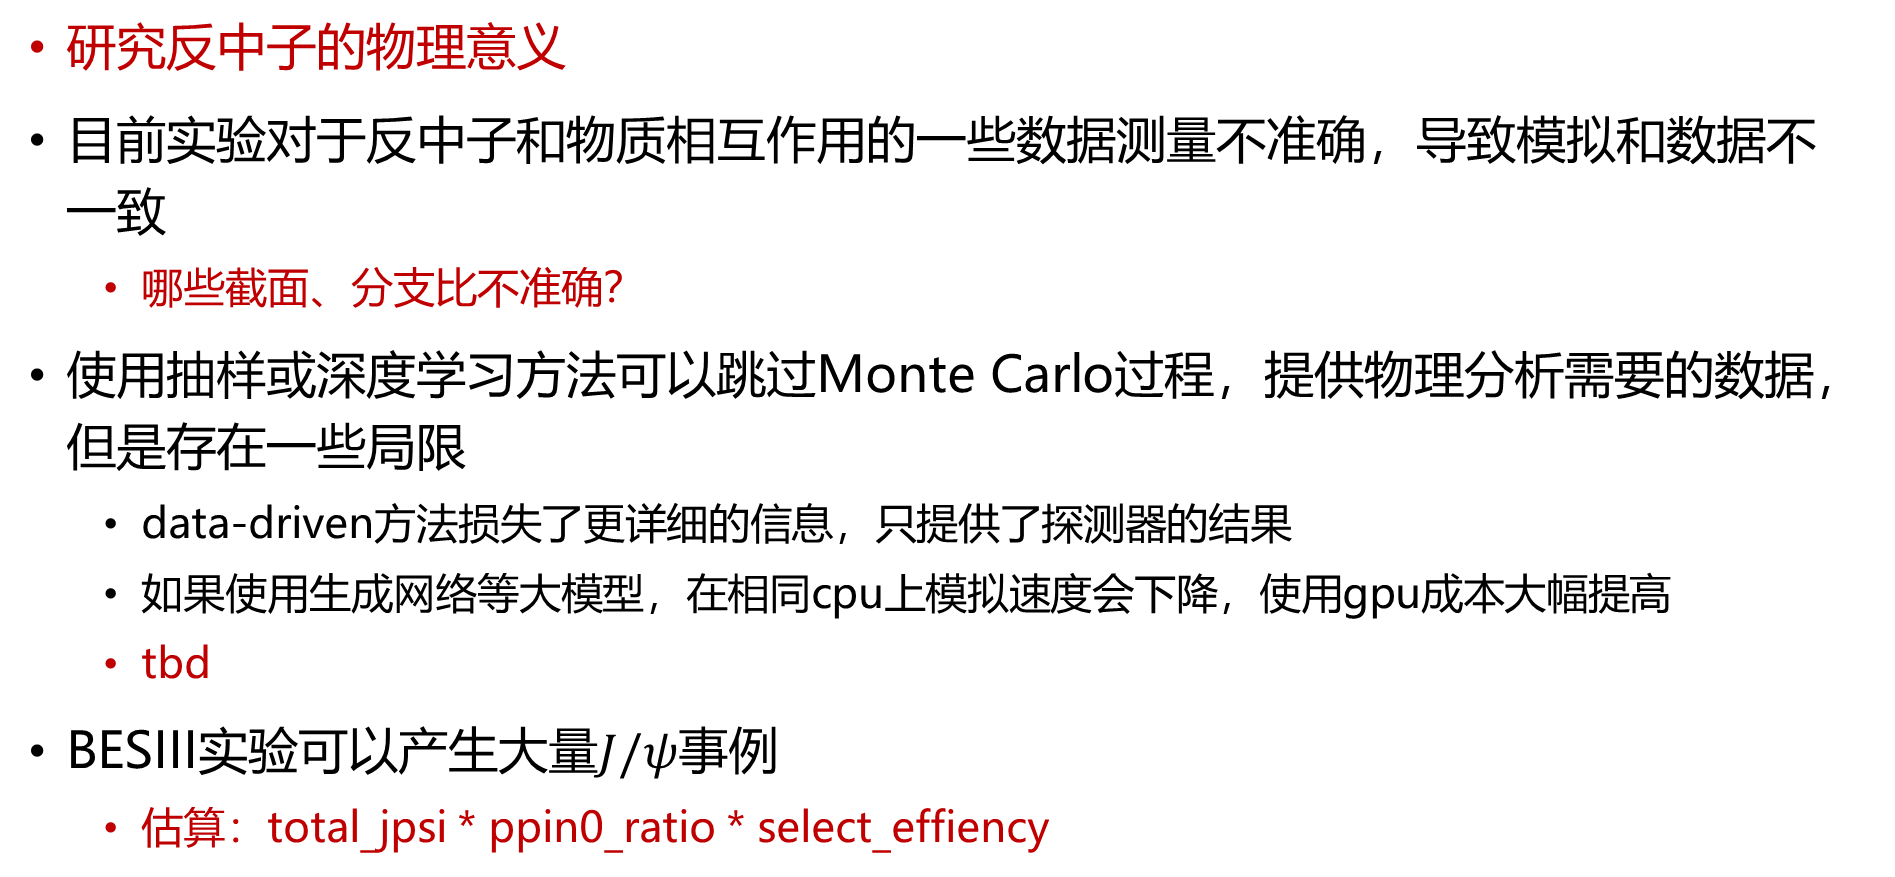 • 研究反中子的物理意义
• 目前实验对于反中子和物质相互作用的一些数据测量不准确，导致模拟和数据不
一致
• 哪些截面、分支比不准确？
• 使用抽样或深度学习方法可以跳过Monte Carlo过程，提供物理分析需要的数据，
但是存在一些局限
• data-driven方法损失了更详细的信息，只提供了探测器的结果
• 如果使用生成网络等大模型，在相同cpu上模拟速度会下降，使用gpu成本大幅提高
• tbd
• BESIII实验可以产生大量J/ψ事例
• 估算：total_jpsi * ppin0_ratio * select_effiency